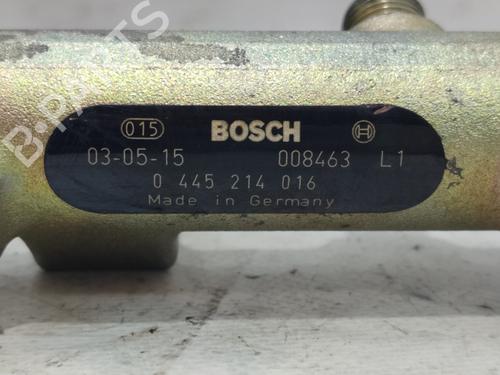 B-PARTS
015 BOSCH
03-05-15 008463 L1
0 445 214 016
Made in Germany